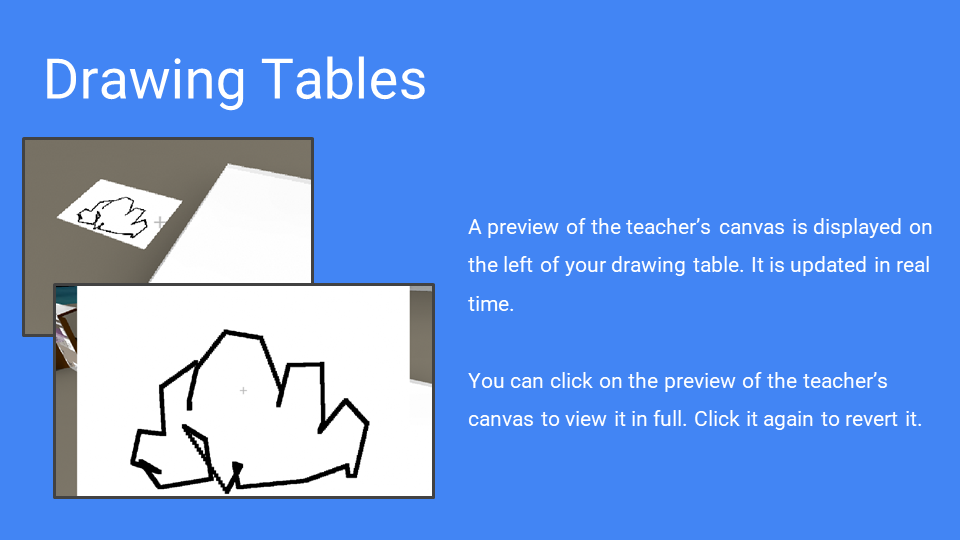 Drawing Tables
A preview of the teacher’s canvas is displayed on
the left of your drawing table. It is updated in real
time.
You can click on the preview of the teacher’s
canvas to view it in full. Click it again to revert it.